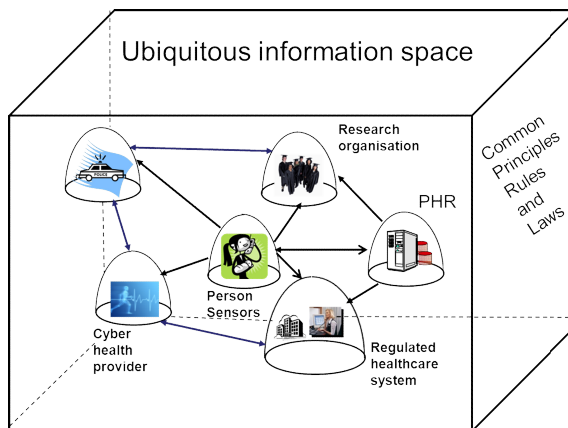 Ubiquitous information space
Research
organisation
Common
Principles
Rules
and
Laws
POLICE
PHR
Person
Sensors
Cyber
health
provider
Regulated
healthcare
system